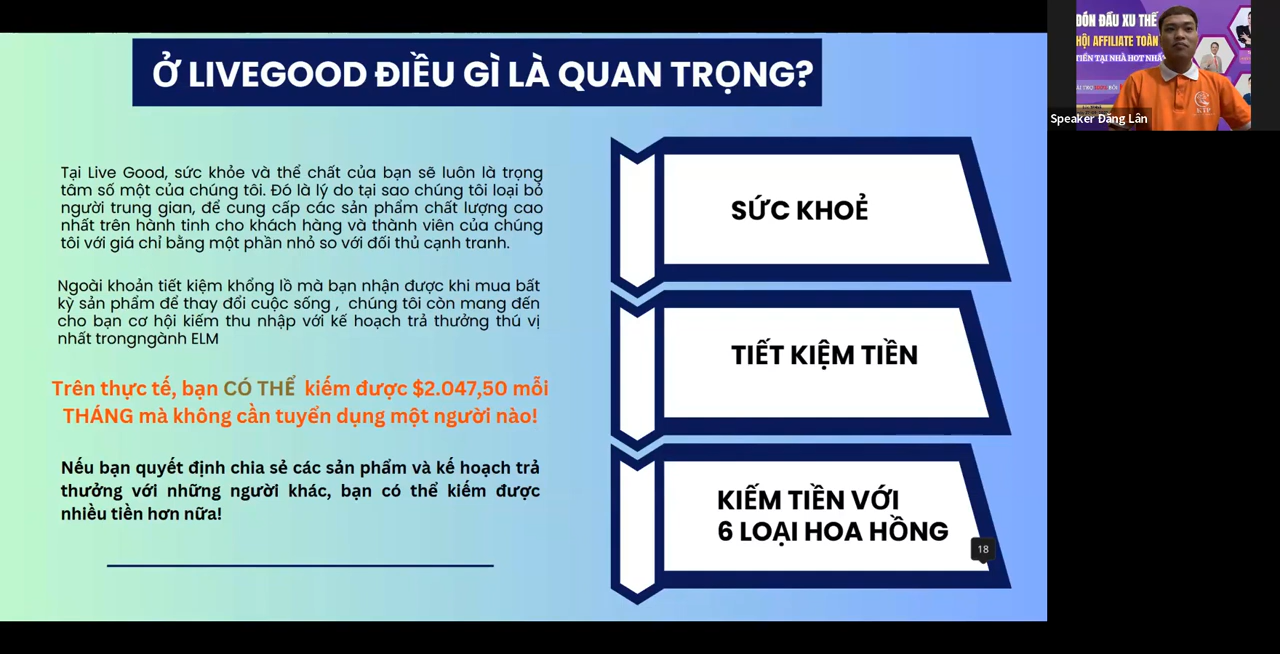 Ở LIVEGOOD ĐIỀU GÌ LÀ QUAN TRỌNG?
Tại Live Good, sức khỏe và thể chất của bạn sẽ luôn là trọng
tâm số một của chúng tôi. Đó là lý do tại sao chúng tôi loại bỏ
người trung gian, để cung cấp các sản phẩm chất lượng cao
nhất trên hành tinh cho khách hàng và thành viên của chúng
tôi với giá chỉ bằng một phần nhỏ so với đối thủ cạnh tranh.
Ngoài khoản tiết kiệm khổng lồ mà bạn nhận được khi mua bất
kỳ sản phẩm để thay đổi cuộc sống , chúng tôi còn mang đến
cho bạn cơ hội kiếm thu nhập với kế hoạch trả thưởng thú vị
nhất trongngành ELM
Trên thực tế, bạn CÓ THỂ kiếm được $2.047,50 mỗi
THÁNG mà không cần tuyển dụng một người nào!
Nếu bạn quyết định chia sẻ các sản phẩm và kế hoạch trả
thưởng với những người khác, bạn có thể kiếm được
nhiều tiền hơn nữa!
SỨC KHOẺ
TIẾT KIỆM TIỀN
KIẾM TIỀN VỚI
6 LOẠI HOA HỒNG
18
ĐÓN ĐẦU XU THẾ
HỘI AFFILIATE TOÀN
TIỀN TẠI NHÀ HOT NHẤ
KTP
Speaker Đăng Lân